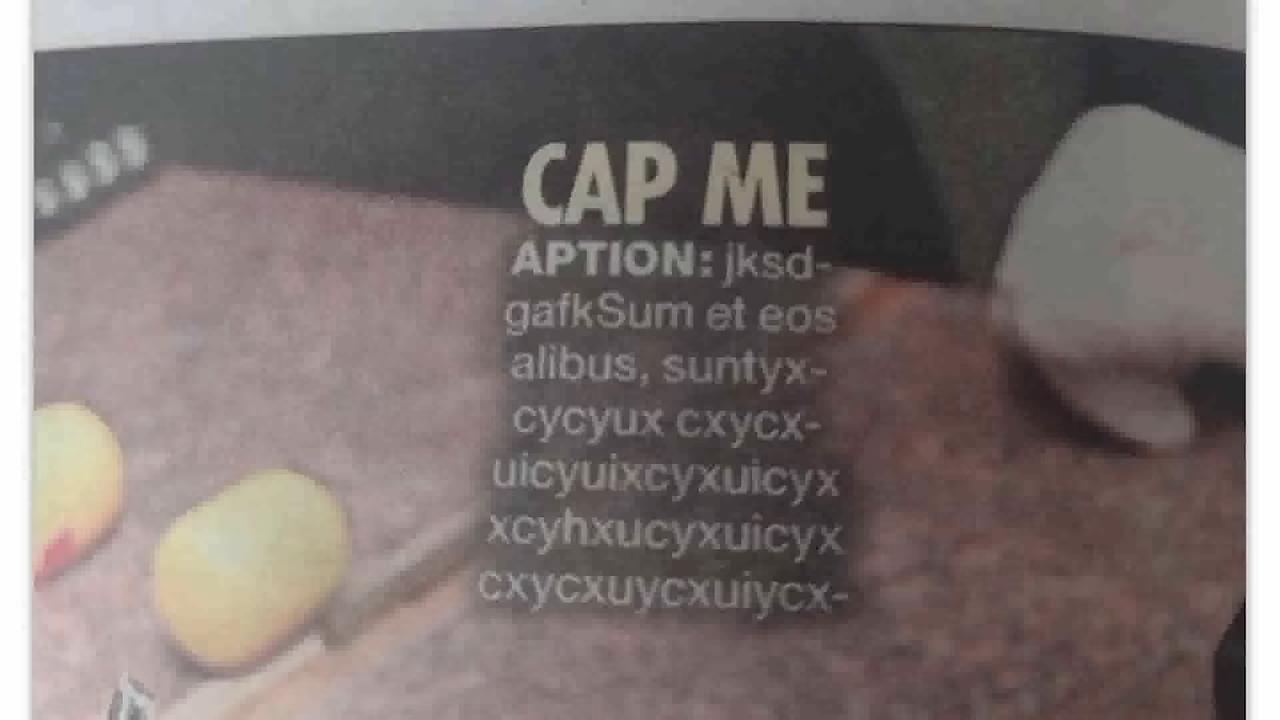 CAP ME
APTION: jksd-
gafkSum et eos
alibus, suntyx-
cycyux cxycx-
uicyuixcyxuicyx
xcyhxucyxuicyx
cxycxuycxuiycx-